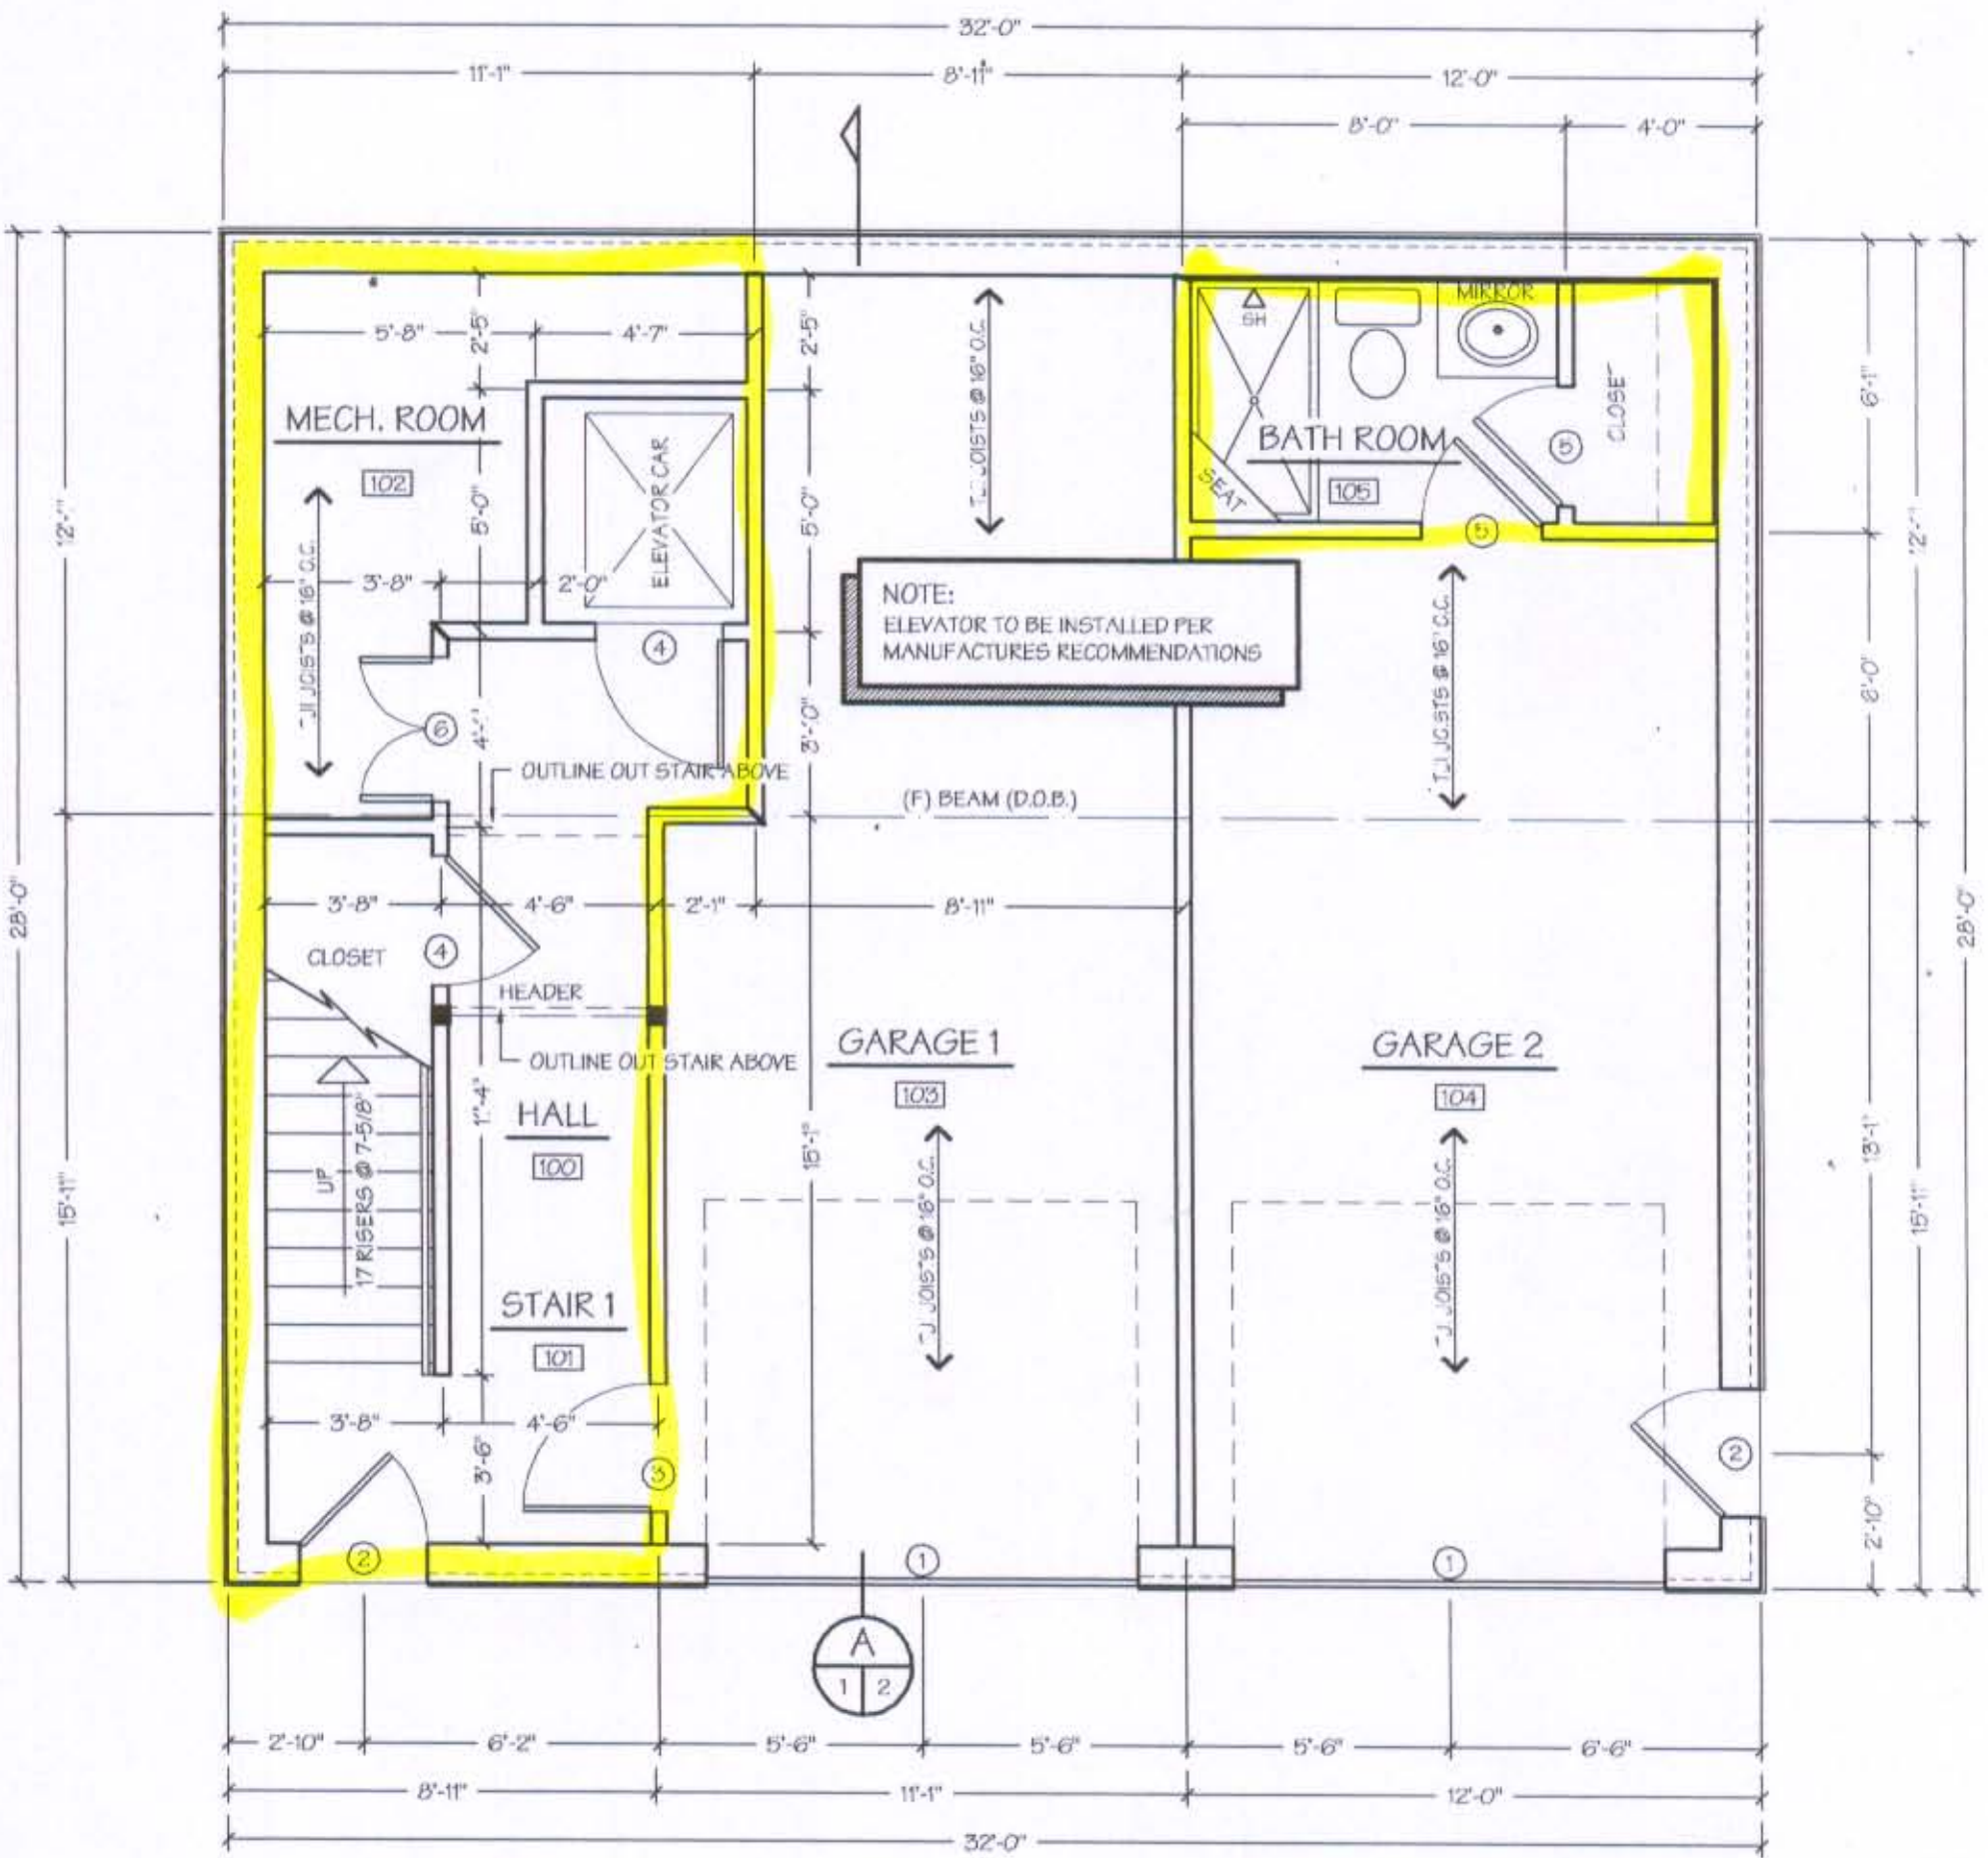 32'-0"
11'-1"
8'-11"
12'-0"
8'-0"
4'-0"
5'-8"
2'-5"
4'-7"
2'-5"
T.J.I. JOISTS @ 16" O.C.
SH
MIRROR
CLOSET
6'-1"
MECH. ROOM
102
ELEVATOR CAR
BATH ROOM
105
SEAT
5
5
5'-0"
5'-0"
12'-1"
12'-1"
3'-8"
2'-0"
TJI JOISTS @ 16" O.C.
4
6
NOTE:
ELEVATOR TO BE INSTALLED PER
MANUFACTURES RECOMMENDATIONS
TJI JOISTS @ 16" O.C.
3'-10"
OUTLINE OUT STAIR ABOVE
(F) BEAM (D.O.B.)
3'-8"
4'-6"
2'-1"
8'-11"
28'-0"
28'-0"
CLOSET
4
HEADER
OUTLINE OUT STAIR ABOVE
GARAGE 1
103
GARAGE 2
104
UP
17 RISERS @ 7-5/8"
HALL
100
15'-1"
13'-1"
15'-11"
15'-11"
TJI JOISTS @ 16" O.C.
TJI JOISTS @ 16" O.C.
STAIR 1
101
3'-8"
4'-6"
3'-6"
3
2
2
1
1
2'-10"
A
1
2
2'-10"
6'-2"
5'-6"
5'-6"
5'-6"
6'-6"
8'-11"
11'-1"
12'-0"
32'-0"